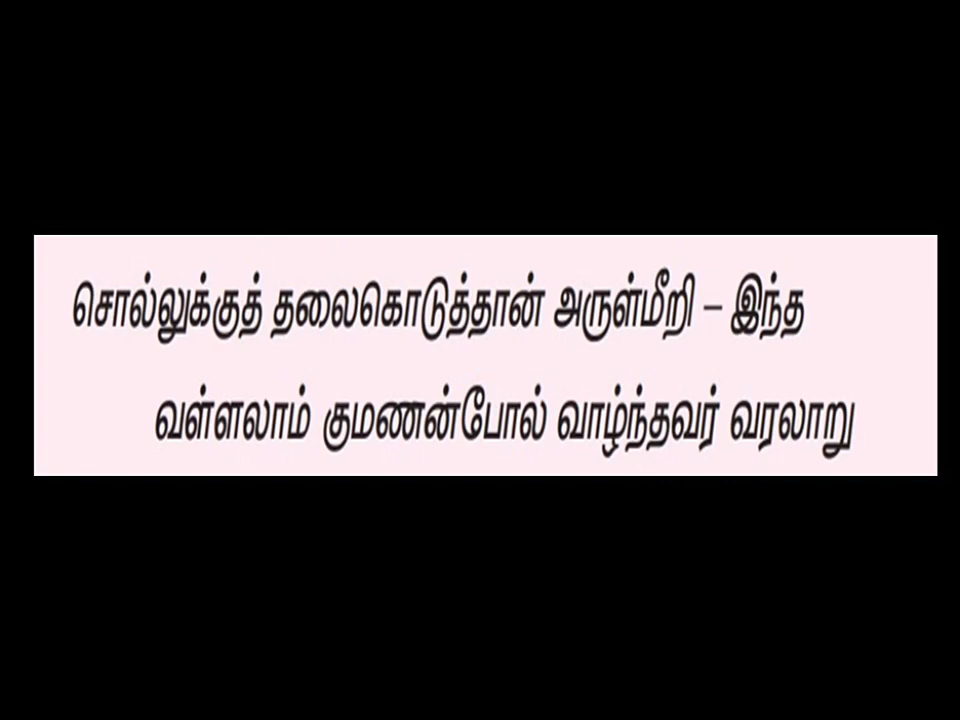 சொல்லுக்குத் தலைகொடுத்தான் அருள்மீறி – இந்த
வள்ளலாம் குமணன்போல் வாழ்ந்தவர் வரலாறு